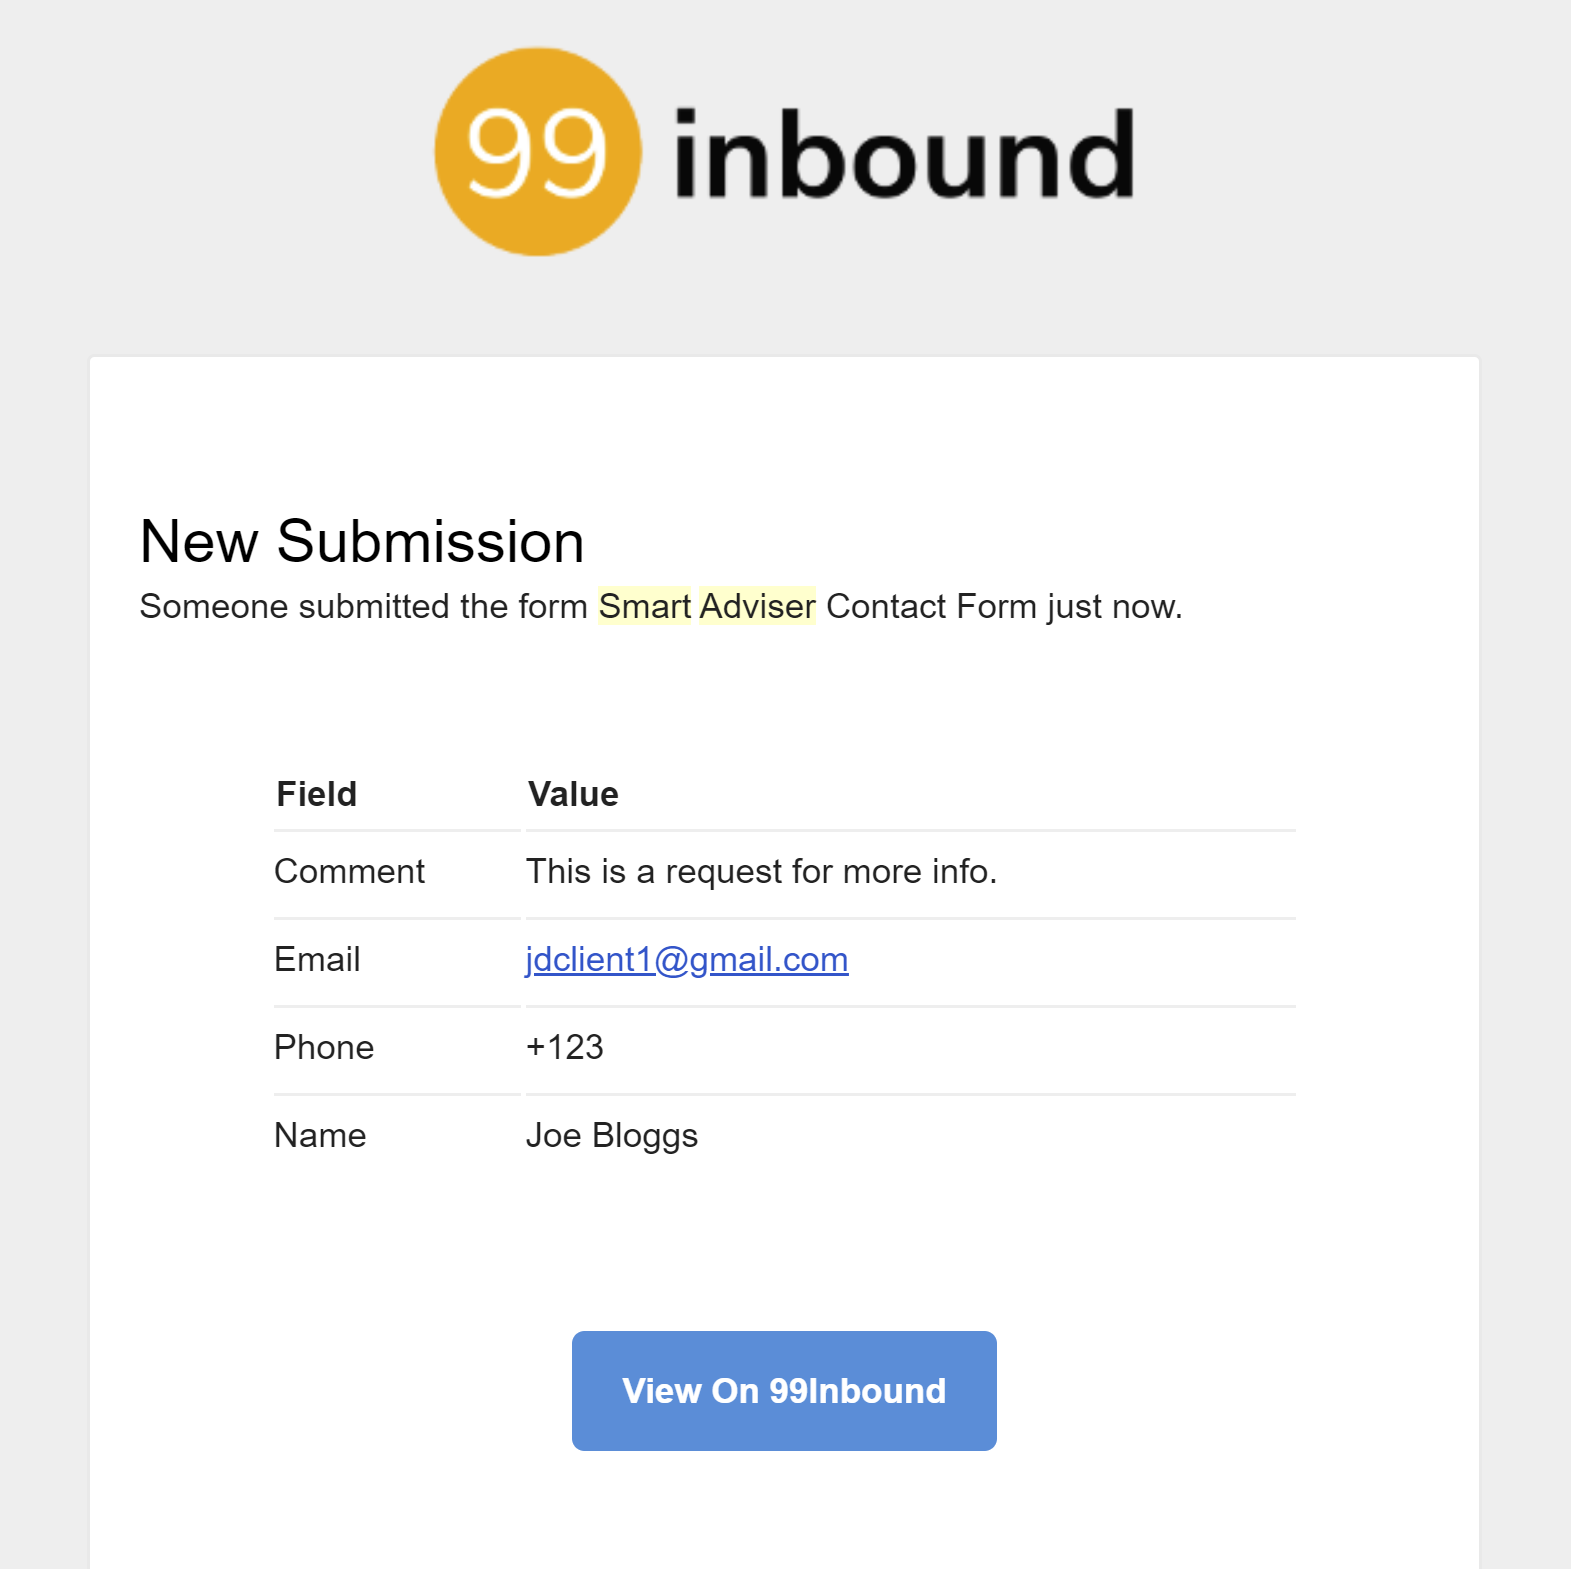 99 inbound
New Submission
Someone submitted the form Smart Adviser Contact Form just now.
Field Value
Comment This is a request for more info.
Email jdclient1@gmail.com
Phone +123
Name Joe Bloggs
View On 99Inbound